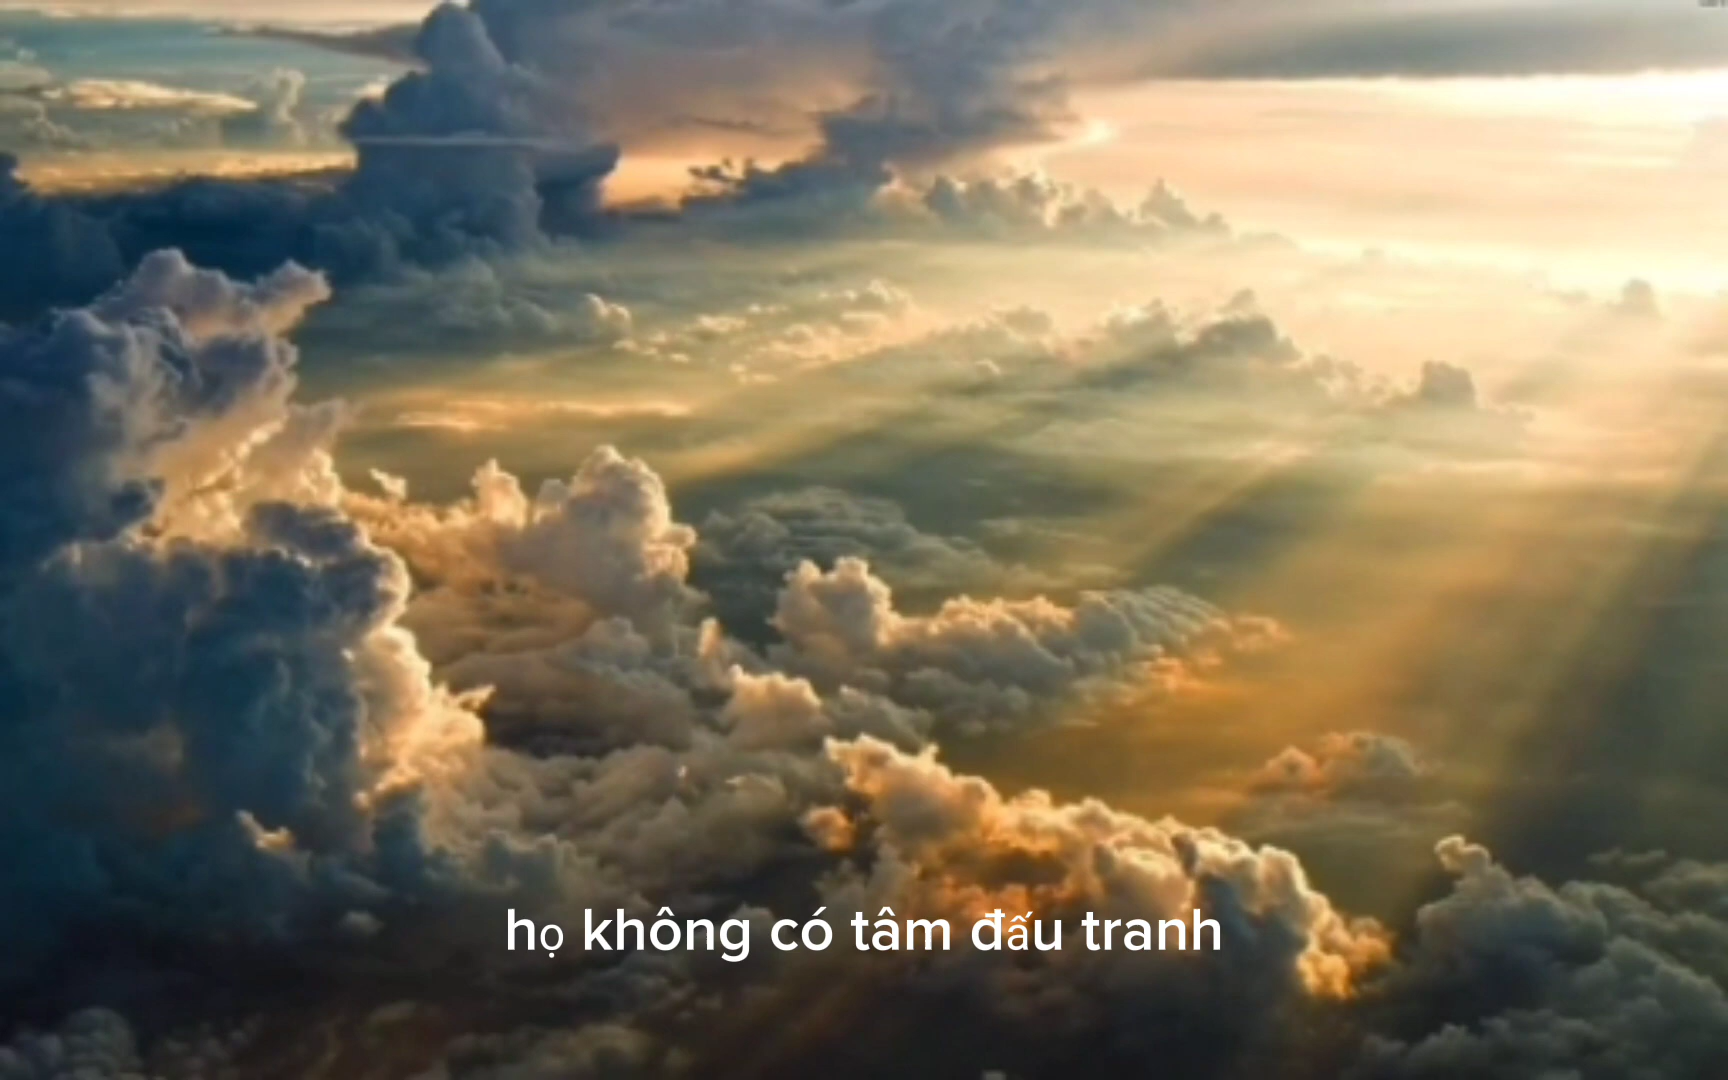 họ không có tâm đấu tranh